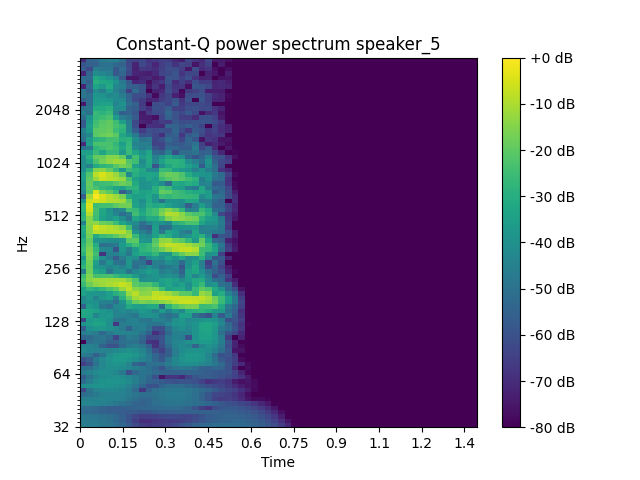 Constant-Q power spectrum speaker_5
Hz
2048
1024
512
256
128
64
32
0 0.15 0.3 0.45 0.6 0.75 0.9 1.1 1.2 1.4
Time
+0 dB
-10 dB
-20 dB
-30 dB
-40 dB
-50 dB
-60 dB
-70 dB
-80 dB